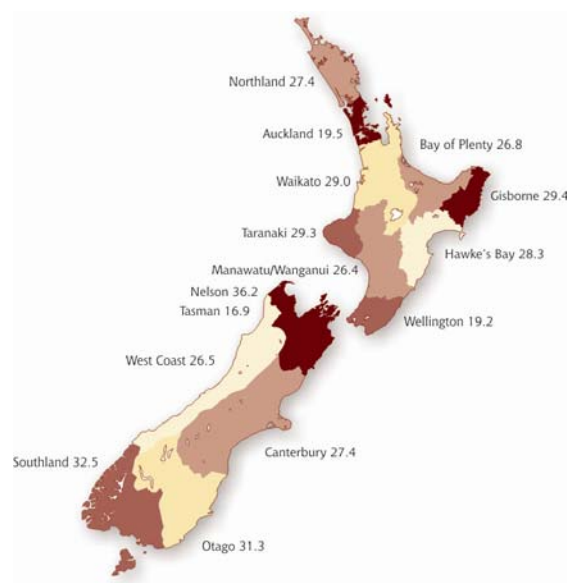 Northland 27.4
Auckland 19.5
Bay of Plenty 26.8
Waikato 29.0
Gisborne 29.4
Taranaki 29.3
Hawke's Bay 28.3
Manawatu/Wanganui 26.4
Nelson 36.2
Tasman 16.9
Wellington 19.2
West Coast 26.5
Canterbury 27.4
Southland 32.5
Otago 31.3